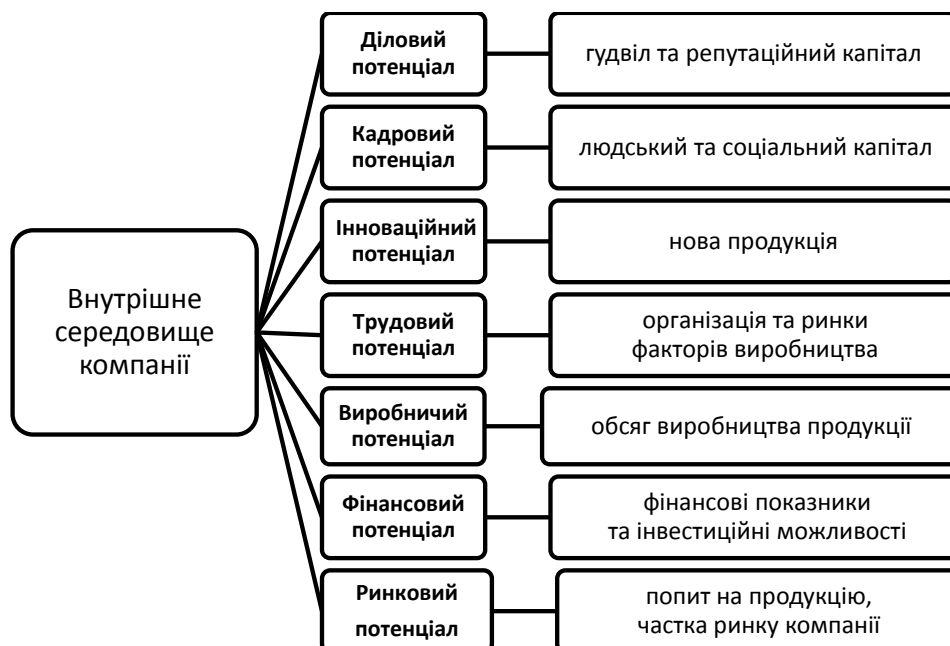 Внутрішне
середовище
компанії
Діловий
потенціал
гудвіл та репутаційний капітал
Кадровий
потенціал
людський та соціальний капітал
Інноваційний
потенціал
нова продукція
Трудовий
потенціал
організація та ринки
факторів виробництва
Виробничий
потенціал
обсяг виробництва продукції
Фінансовий
потенціал
фінансові показники
та інвестиційні можливості
Ринковий
потенціал
попит на продукцію,
частка ринку компанії